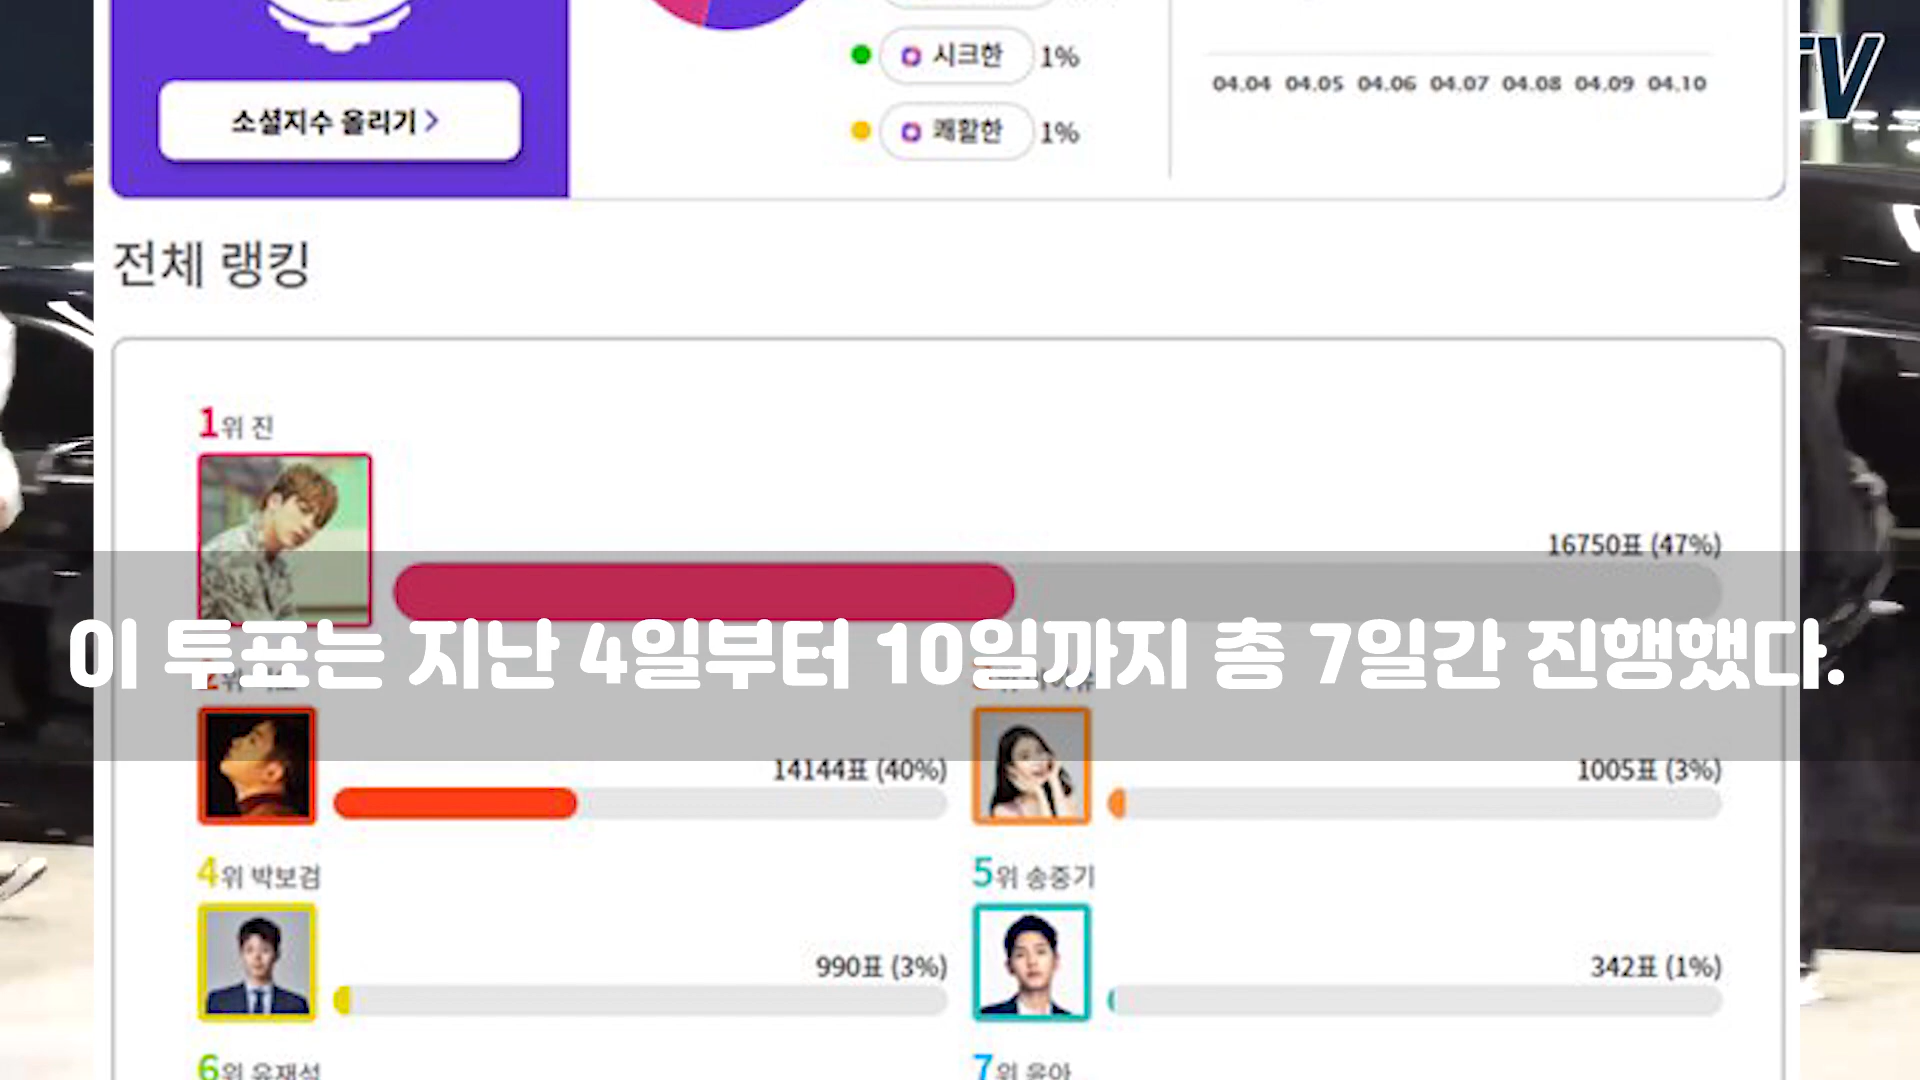 시크한 1%
쾌활한 1%
소셜지수 올리기 >
04.04 04.05 04.06 04.07 04.08 04.09 04.10
TV
전체 랭킹
1위 진
16750표 (47%)
이 투표는 지난 4일부터 10일까지 총 7일간 진행했다.
14144표 (40%)
1005표 (3%)
4위 박보검
990표 (3%)
5위 송중기
342표 (1%)
6위 유재석
7위 윤아